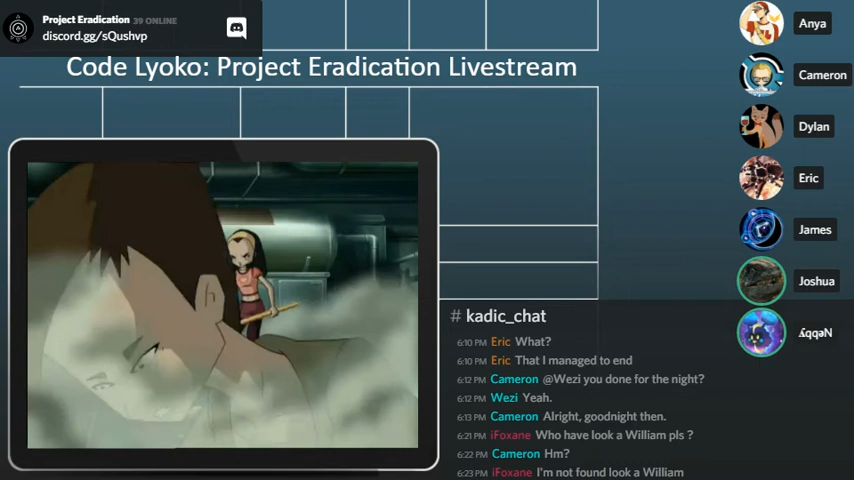 Project Eradication 39 ONLINE
discord.gg/sQushvp
Code Lyoko: Project Eradication Livestream
Anya
Cameron
Dylan
Eric
James
Joshua
Neppy
# kadic_chat
6:10 PM Eric What?
6:10 PM Eric That I managed to end
6:12 PM Cameron @Wezi you done for the night?
6:12 PM Wezi Yeah.
6:13 PM Cameron Alright, goodnight then.
6:21 PM iFoxane Who have look a William pls ?
6:22 PM Cameron Hm?
6:23 PM iFoxane I'm not found look a William